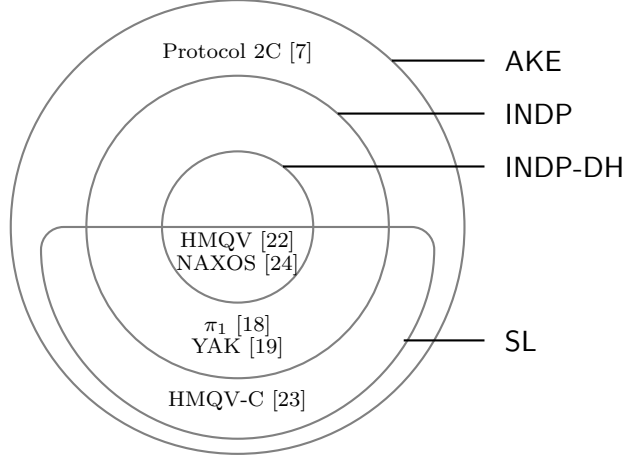 Protocol 2C [7]
AKE
INDP
INDP-DH
HMQV [22]
NAXOS [24]
π₁ [18]
YAK [19]
SL
HMQV-C [23]